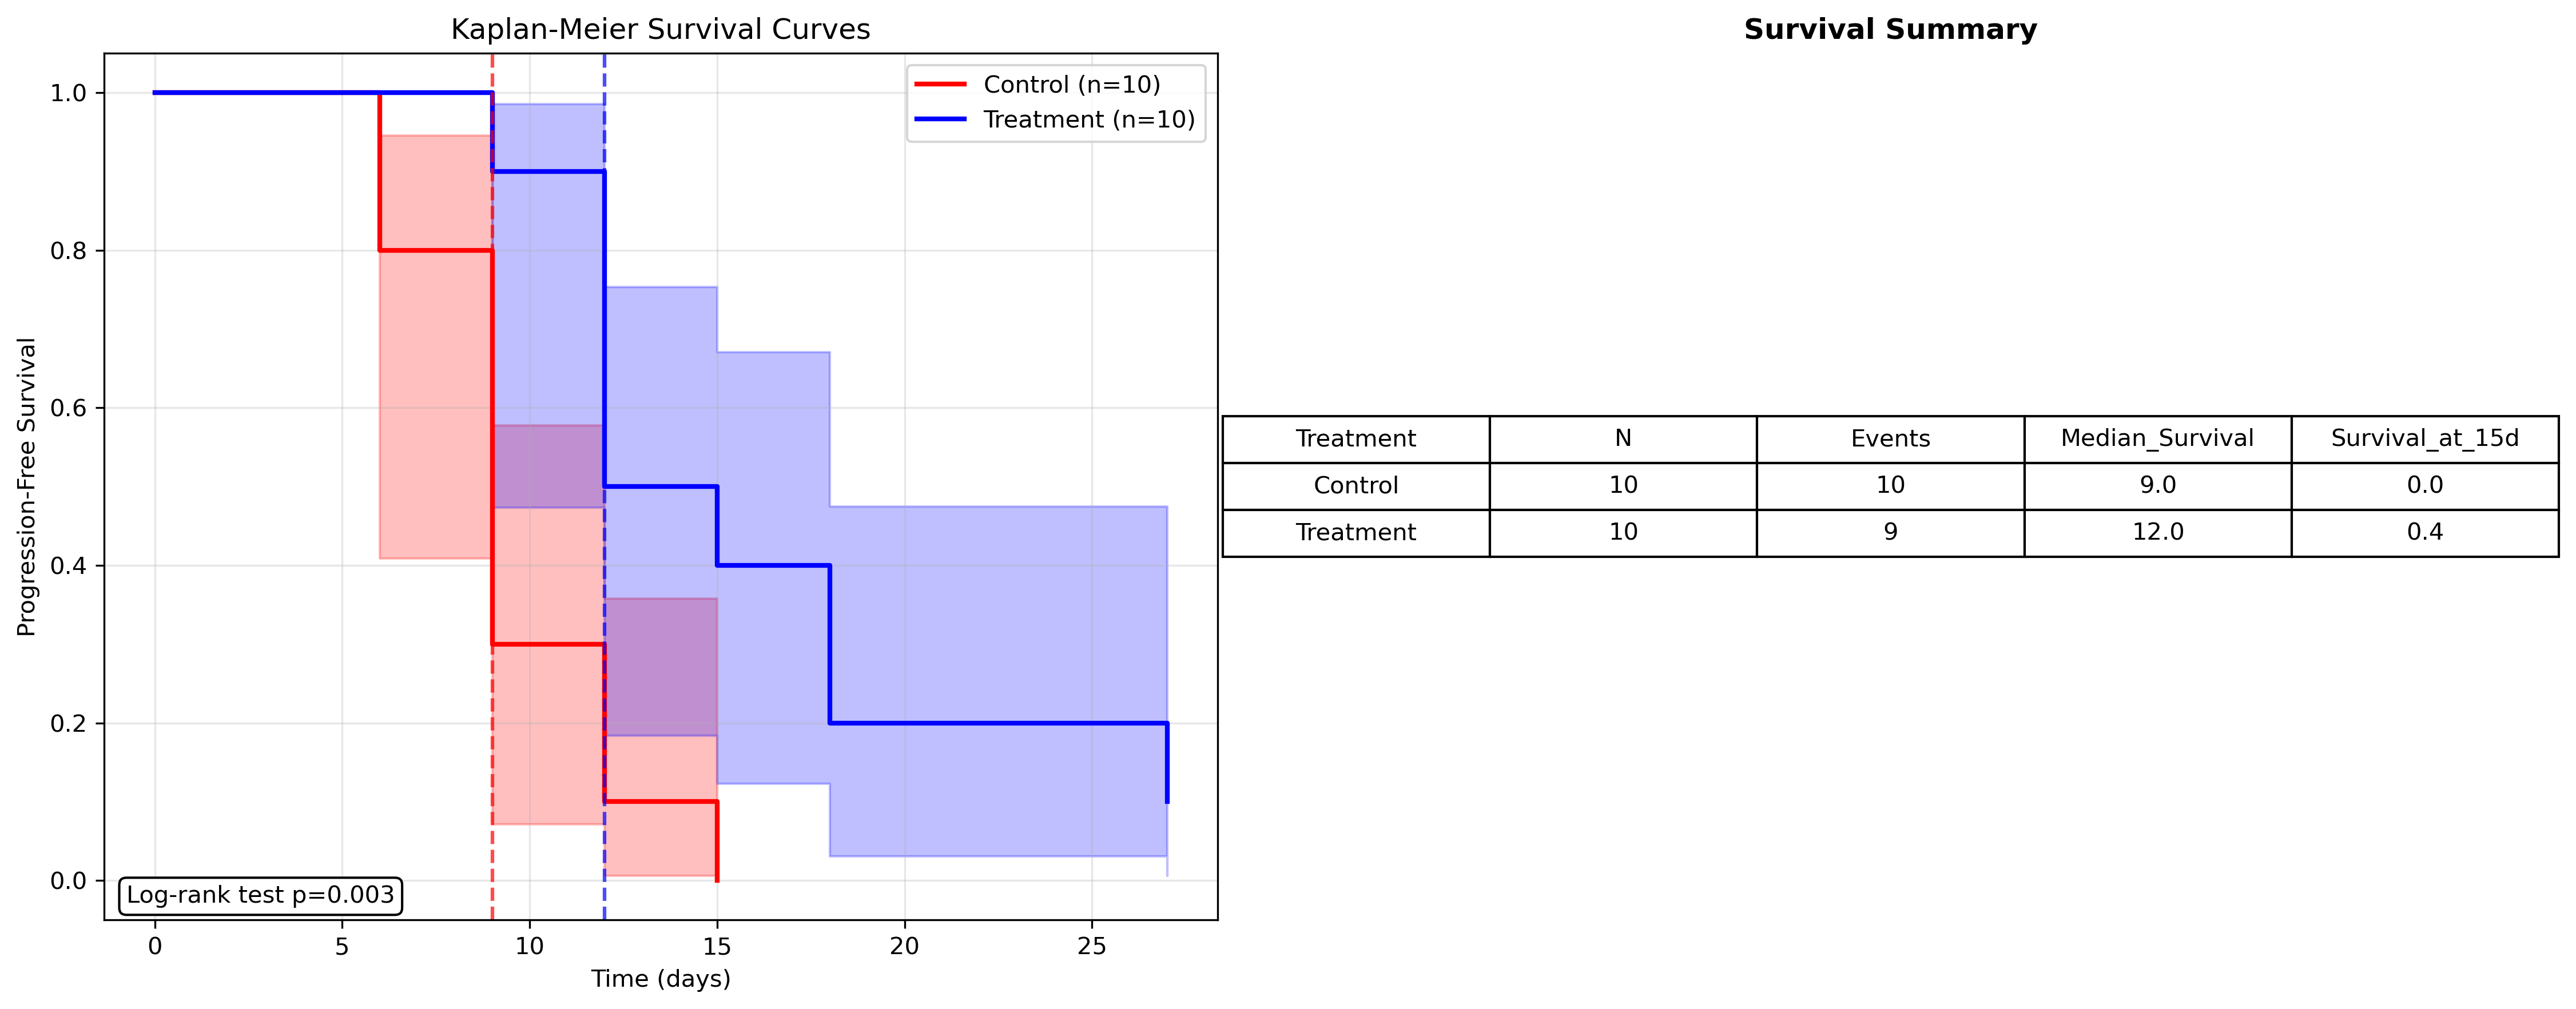 Kaplan-Meier Survival Curves
Progression-Free Survival
1.0
0.8
0.6
0.4
0.2
0.0
Control (n=10)
Treatment (n=10)
Log-rank test p=0.003
0 5 10 15 20 25
Time (days)
Survival Summary
Treatment N Events Median_Survival Survival_at_15d
Control 10 10 9.0 0.0
Treatment 10 9 12.0 0.4